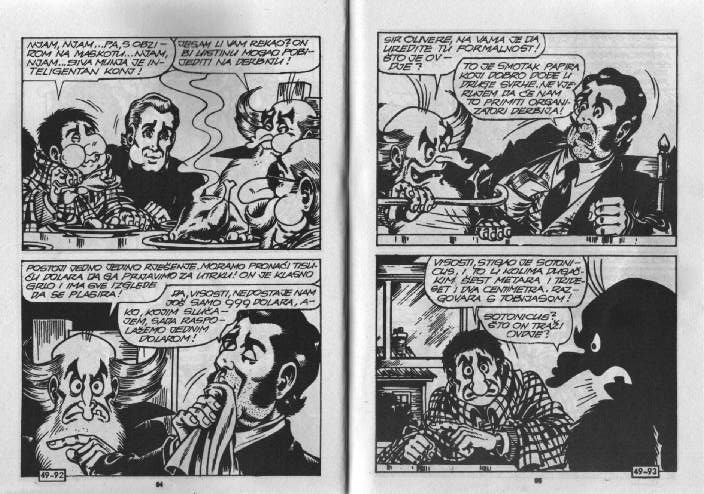 NJAM, NJAM...PA, S OBZI-
ROM NA MASKOTU...NJAM,
NJAM...SIVA MUNJA JE IN-
TELIGENTAN KONJ!
JESAM LI VAM REKAO? ON
BI UISTINU MOGAO POBI-
JEDITI NA DERBIJU!
POSTOJI JEDNO JEDINO RJEŠENJE. MORAMO PRONAĆI TISU-
ĆU DOLARA DA GA PRIJAVIMO ZA UTRKU! ON JE KLASNO
GRLO I IMA SVE IZGLEDE
DA SE PLASIRA!
DA, VISOSTI, NEDOSTAJE NAM
JOŠ SAMO 999 DOLARA, A-
KO, KOJIM SLUČA-
JEM, SADA RASPO-
LAŽEMO JEDNIM
DOLAROM!
49-92
84
SIR OLIVERE, NA VAMA JE DA
UREDITE TU FORMALNOST!
ŠTO JE OV-
DJE?
TO JE SMOTAK PAPIRA
KOJI DOBRO DOĐE U
DRUGE SVRHE. NE VJE-
RUJEM DA ĆE NAM
TO PRIMITI ORGANI-
ZATORI DERBIJA!
VISOSTI, STIGAO JE SOTONI-
CUS, I TO U KOLIMA DUGAČ-
KIM ŠEST METARA I TRIDE-
SET I DVA CENTIMETRA. RAZ-
GOVARA S TOBIJASOM!
SOTONICUS?
ŠTO ON TRAŽI
ONDJE?
49-93